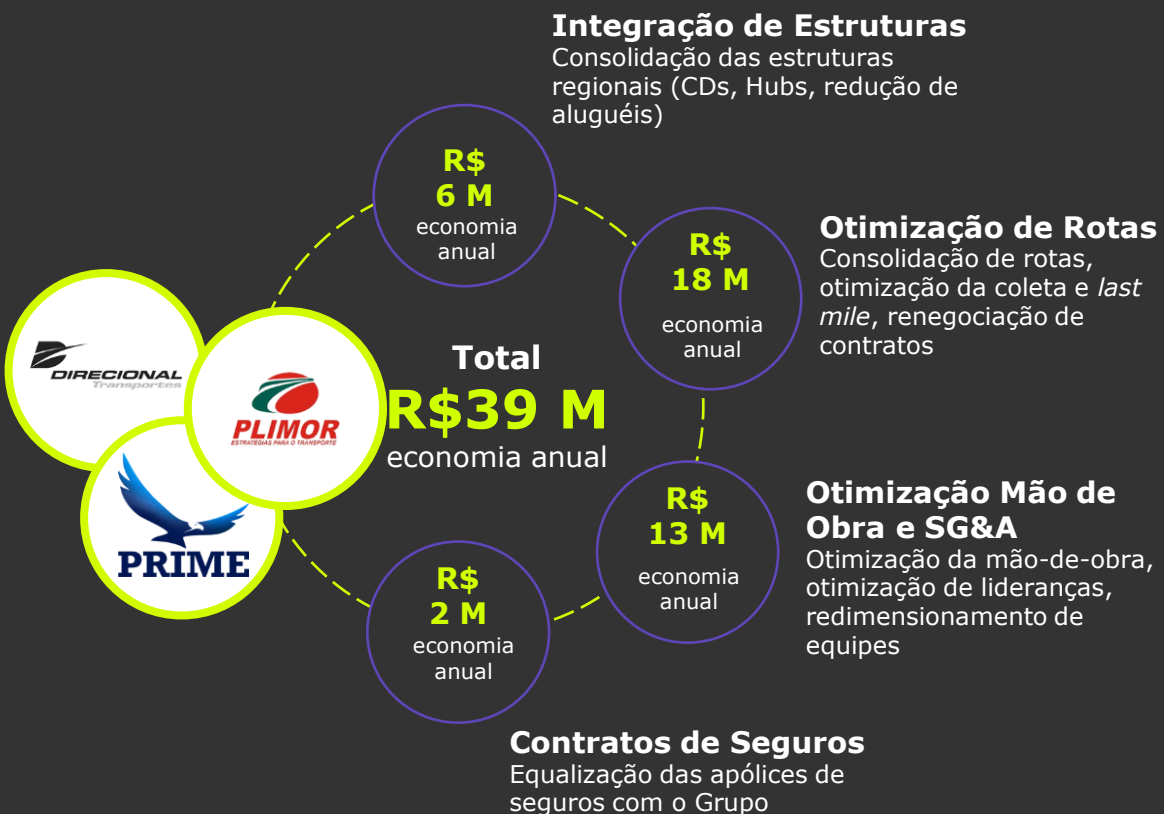 Integração de Estruturas
Consolidação das estruturas
regionais (CDs, Hubs, redução de
aluguéis)
R$
6 M
economia
anual
Otimização de Rotas
Consolidação de rotas,
otimização da coleta e last
mile, renegociação de
contratos
R$
18 M
economia
anual
DIRECIONAL
Transportes
PLIMOR
ESTRATÉGIAS PARA O TRANSPORTE
PRIME
Total
R$39 M
economia anual
Otimização Mão de
Obra e SG&A
Otimização da mão-de-obra,
otimização de lideranças,
redimensionamento de
equipes
R$
13 M
economia
anual
R$
2 M
economia
anual
Contratos de Seguros
Equalização das apólices de
seguros com o Grupo